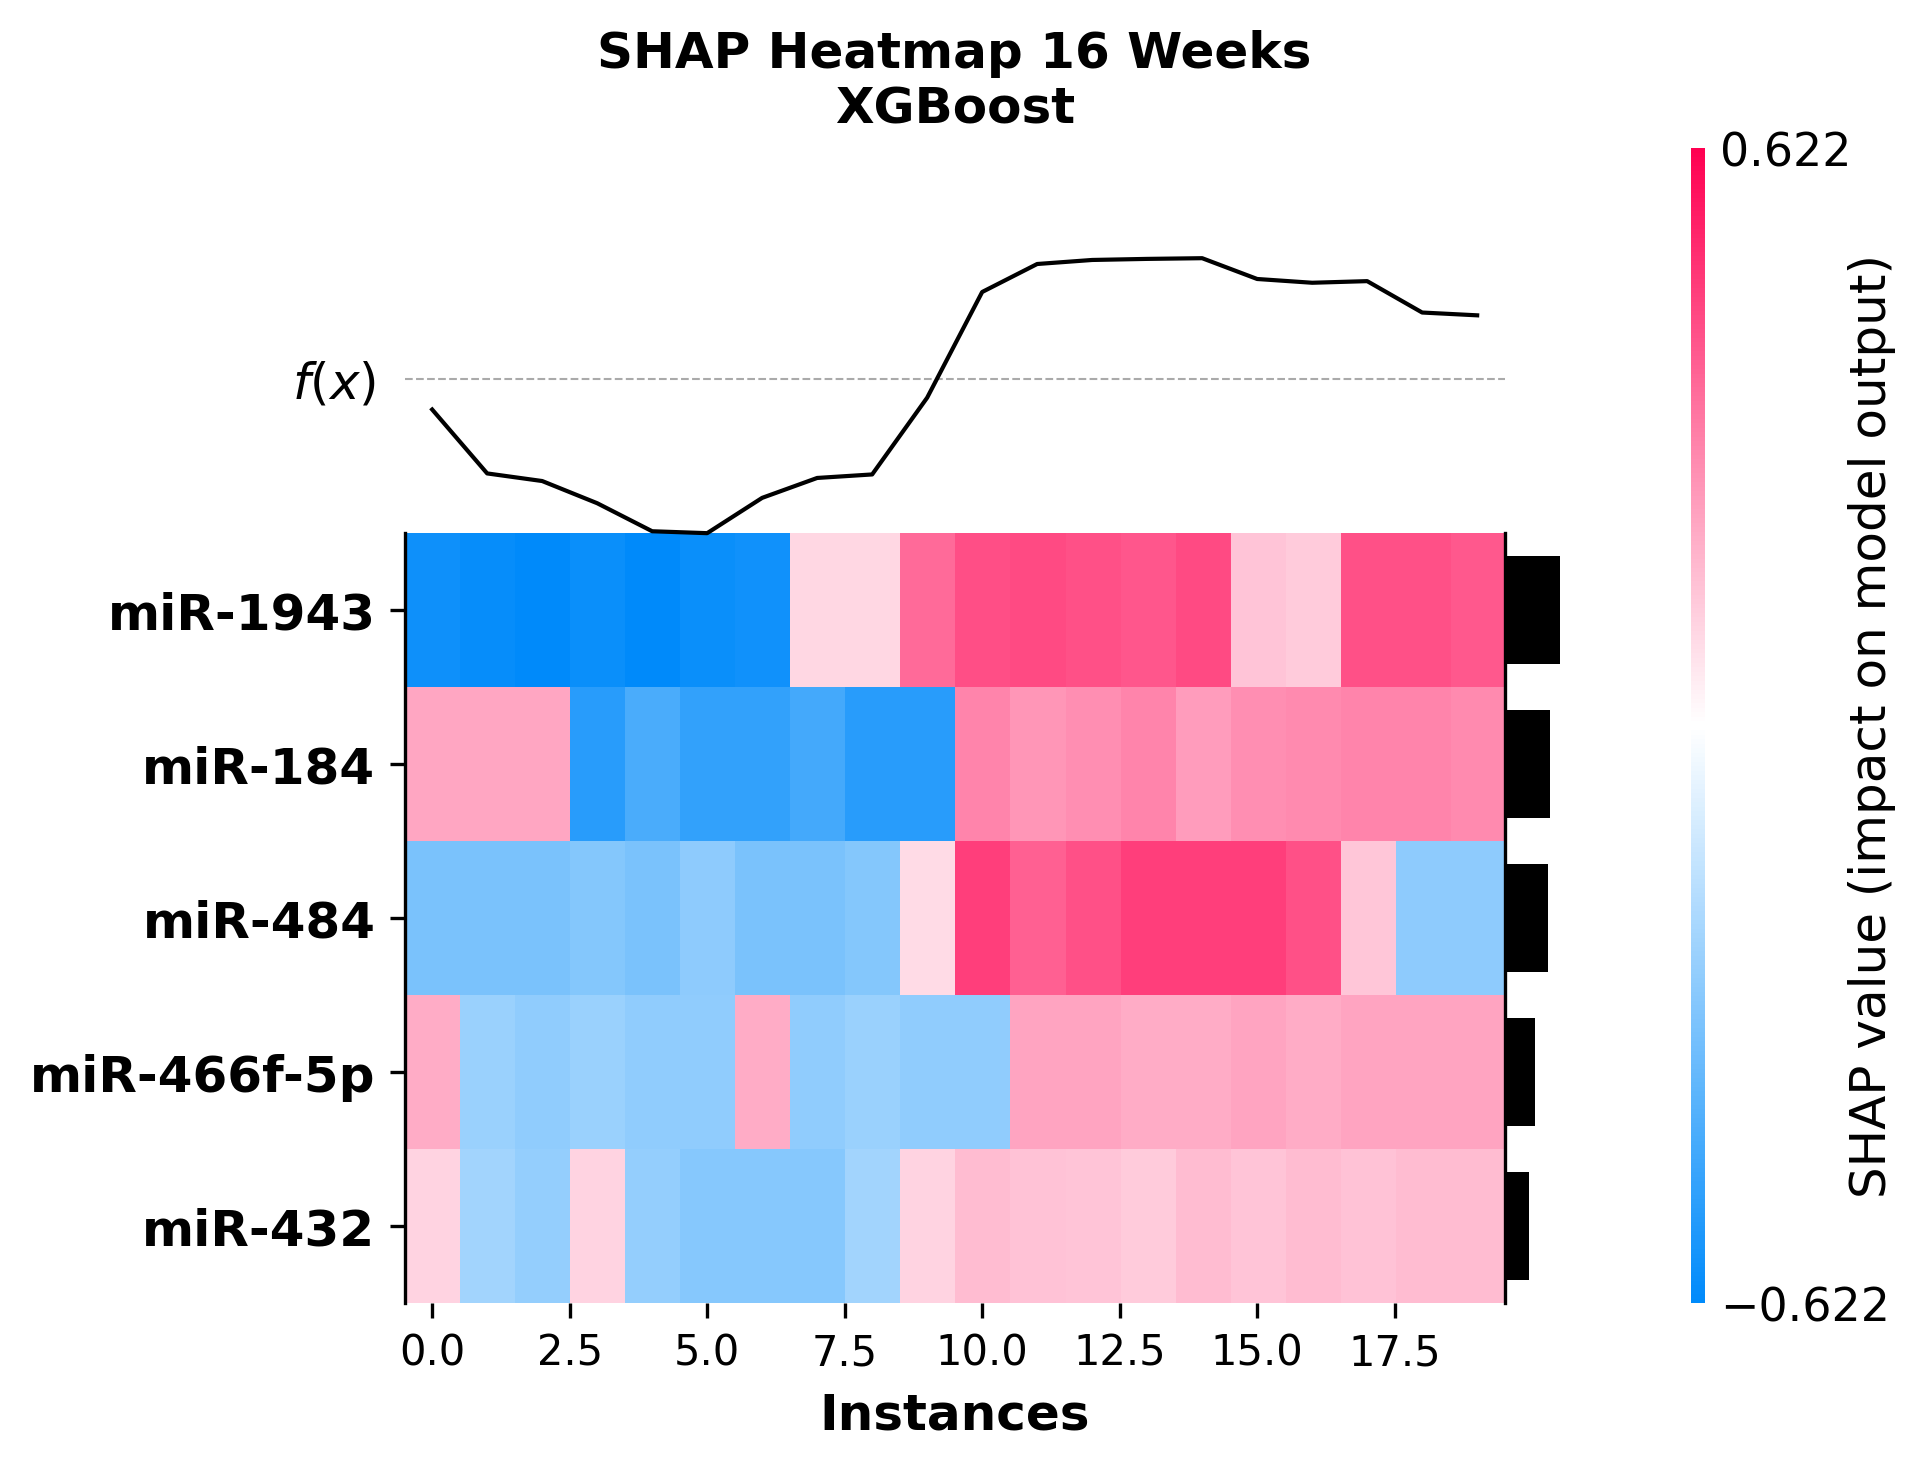 SHAP Heatmap 16 Weeks
XGBoost
0.622
f(x)
miR-1943
miR-184
miR-484
miR-466f-5p
miR-432
−0.622
SHAP value (impact on model output)
0.0 2.5 5.0 7.5 10.0 12.5 15.0 17.5
Instances